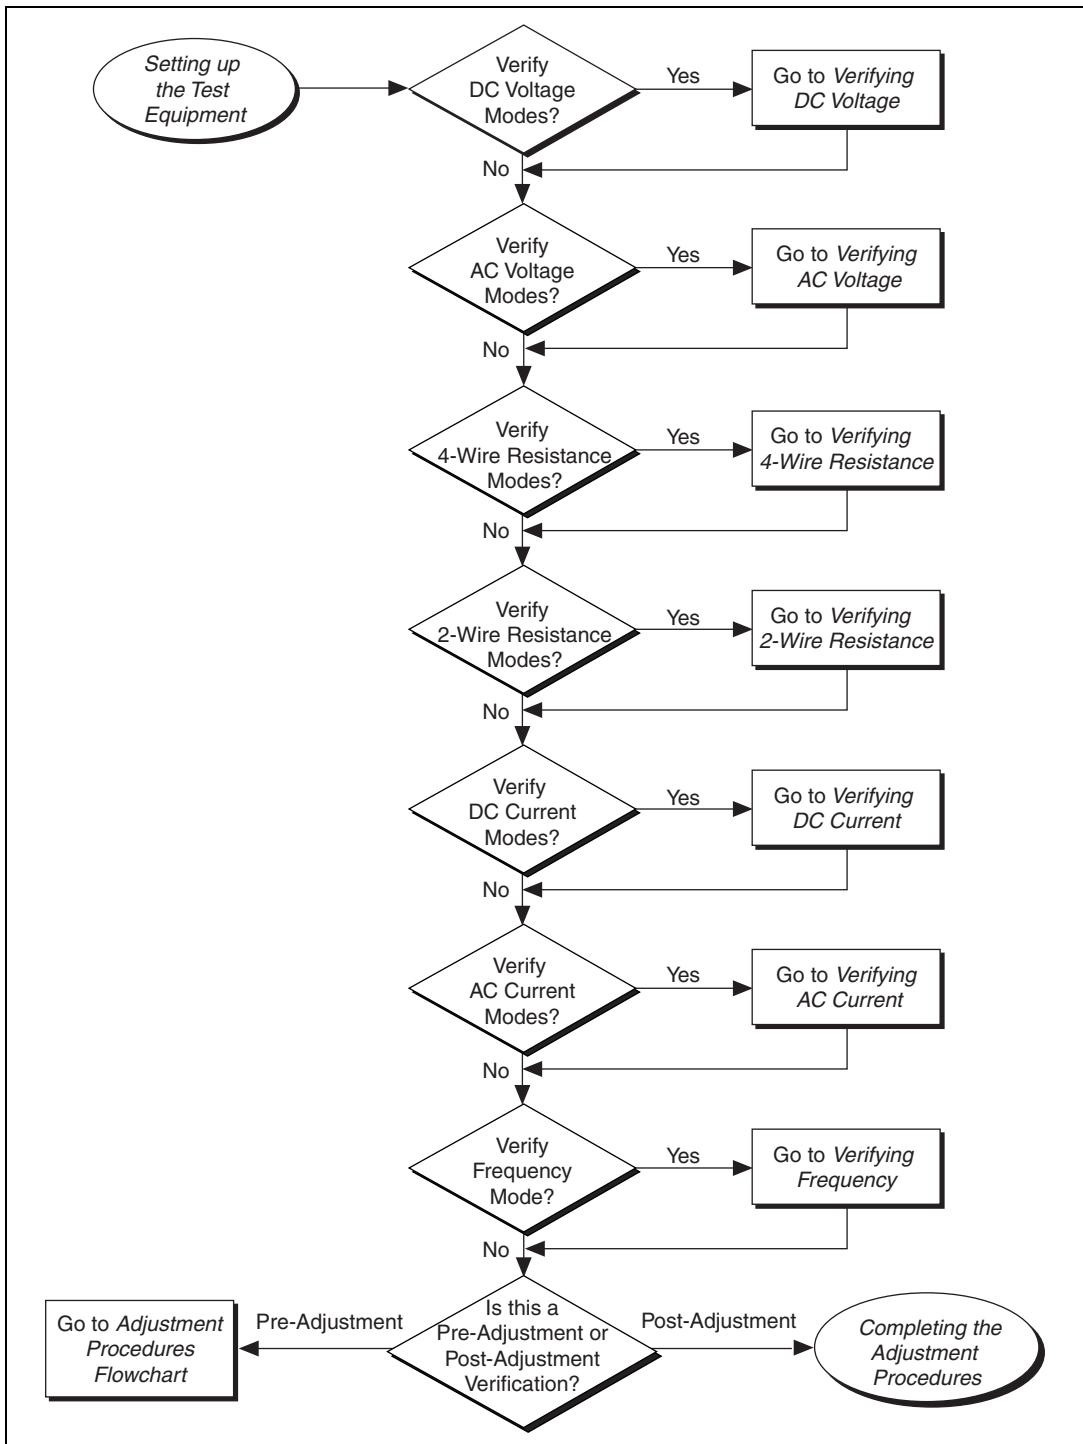 Setting up
the Test
Equipment
Verify
DC Voltage
Modes?
Yes
Go to Verifying
DC Voltage
No
Verify
AC Voltage
Modes?
Yes
Go to Verifying
AC Voltage
No
Verify
4-Wire Resistance
Modes?
Yes
Go to Verifying
4-Wire Resistance
No
Verify
2-Wire Resistance
Modes?
Yes
Go to Verifying
2-Wire Resistance
No
Verify
DC Current
Modes?
Yes
Go to Verifying
DC Current
No
Verify
AC Current
Modes?
Yes
Go to Verifying
AC Current
No
Verify
Frequency
Mode?
Yes
Go to Verifying
Frequency
No
Go to Adjustment
Procedures
Flowchart
Pre-Adjustment
Is this a
Pre-Adjustment or
Post-Adjustment
Verification?
Post-Adjustment
Completing the
Adjustment
Procedures